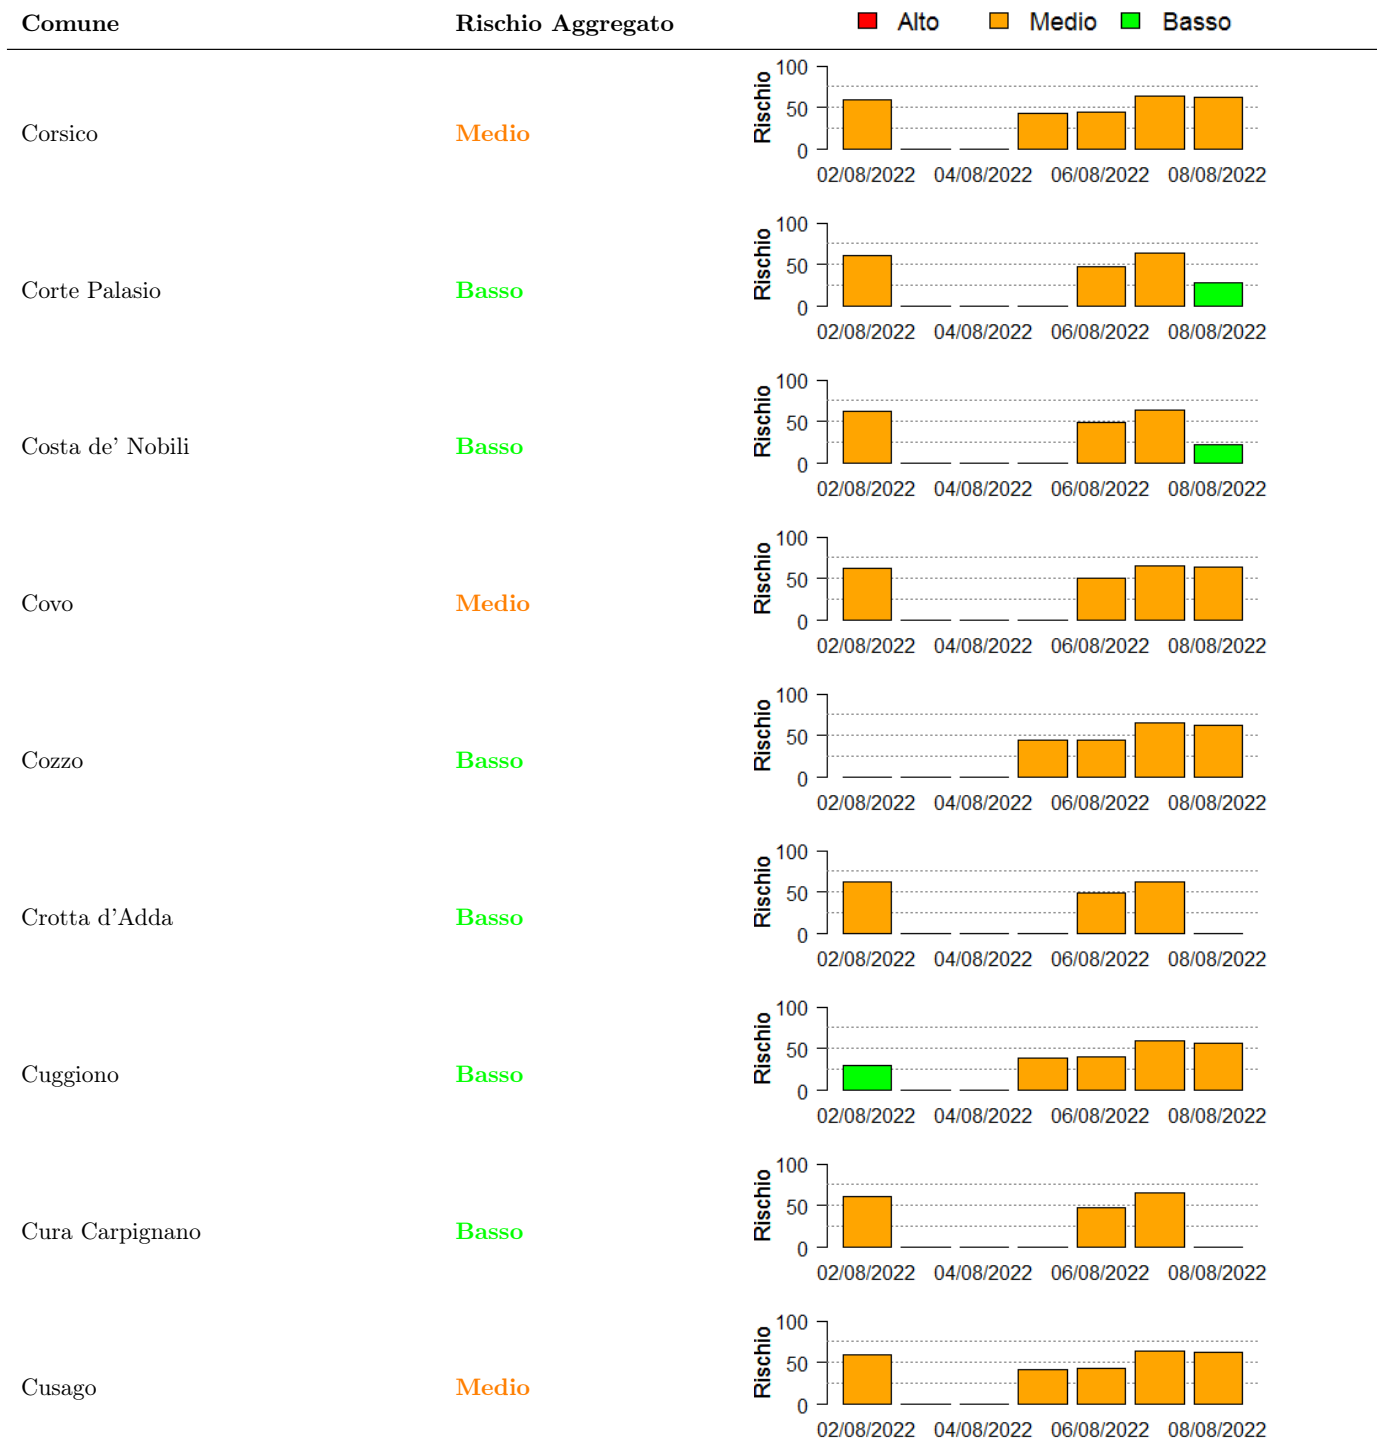 Comune Rischio Aggregato Alto Medio Basso
Corsico Medio Rischio 100 50 0
02/08/2022 04/08/2022 06/08/2022 08/08/2022
Corte Palasio Basso Rischio 100 50 0
02/08/2022 04/08/2022 06/08/2022 08/08/2022
Costa de' Nobili Basso Rischio 100 50 0
02/08/2022 04/08/2022 06/08/2022 08/08/2022
Covo Medio Rischio 100 50 0
02/08/2022 04/08/2022 06/08/2022 08/08/2022
Cozzo Basso Rischio 100 50 0
02/08/2022 04/08/2022 06/08/2022 08/08/2022
Crotta d'Adda Basso Rischio 100 50 0
02/08/2022 04/08/2022 06/08/2022 08/08/2022
Cuggiono Basso Rischio 100 50 0
02/08/2022 04/08/2022 06/08/2022 08/08/2022
Cura Carpignano Basso Rischio 100 50 0
02/08/2022 04/08/2022 06/08/2022 08/08/2022
Cusago Medio Rischio 100 50 0
02/08/2022 04/08/2022 06/08/2022 08/08/2022